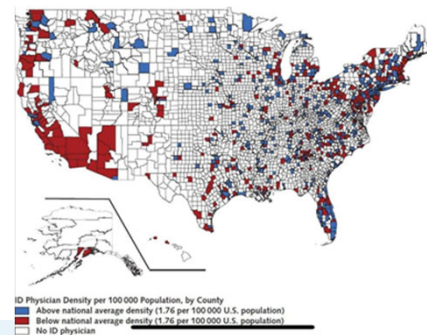 ID Physician Density per 100 000 Population, by County
Above national average density (1.76 per 100 000 U.S. population)
Below national average density (1.76 per 100 000 U.S. population)
No ID physician